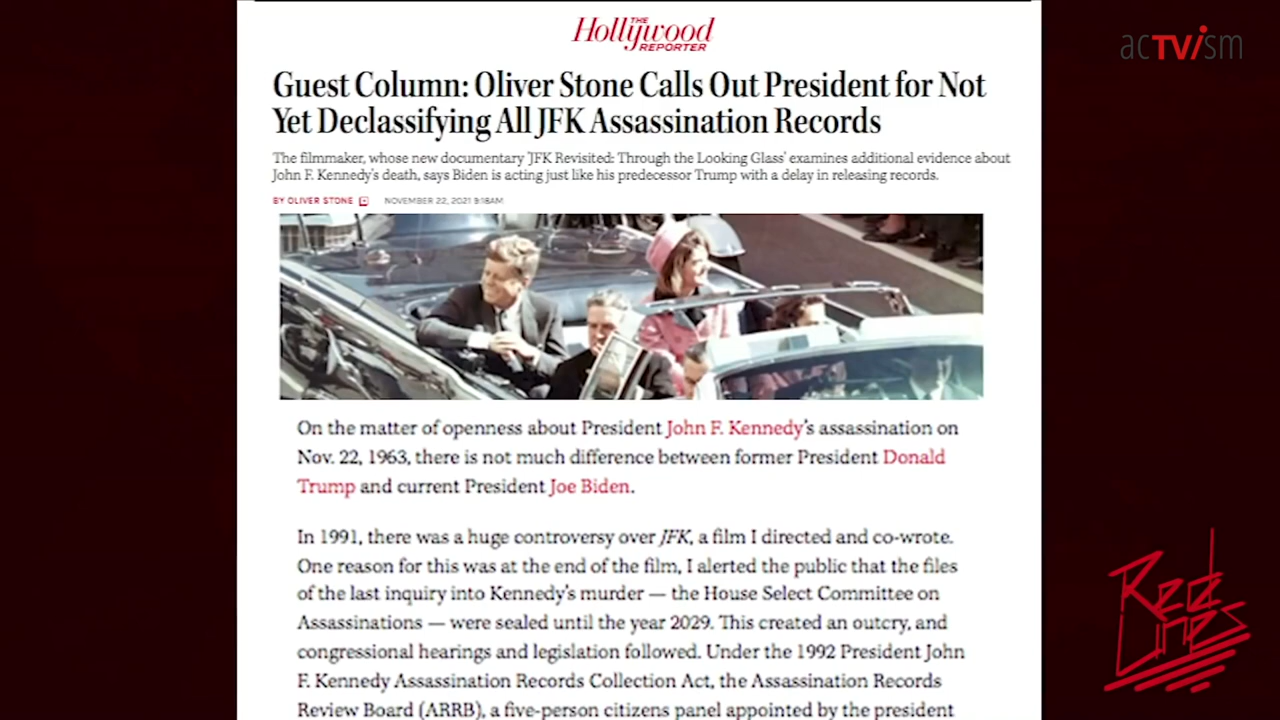 THE
Hollywood
REPORTER
acTVism
Guest Column: Oliver Stone Calls Out President for Not
Yet Declassifying All JFK Assassination Records
The filmmaker, whose new documentary 'JFK Revisited: Through the Looking Glass' examines additional evidence about
John F. Kennedy's death, says Biden is acting just like his predecessor Trump with a delay in releasing records.
BY OLIVER STONE NOVEMBER 22, 2021 9:18AM
On the matter of openness about President John F. Kennedy's assassination on
Nov. 22, 1963, there is not much difference between former President Donald
Trump and current President Joe Biden.
In 1991, there was a huge controversy over JFK, a film I directed and co-wrote.
One reason for this was at the end of the film, I alerted the public that the files
of the last inquiry into Kennedy's murder — the House Select Committee on
Assassinations — were sealed until the year 2029. This created an outcry, and
congressional hearings and legislation followed. Under the 1992 President John
F. Kennedy Assassination Records Collection Act, the Assassination Records
Review Board (ARRB), a five-person citizens panel appointed by the president
Red
Lines